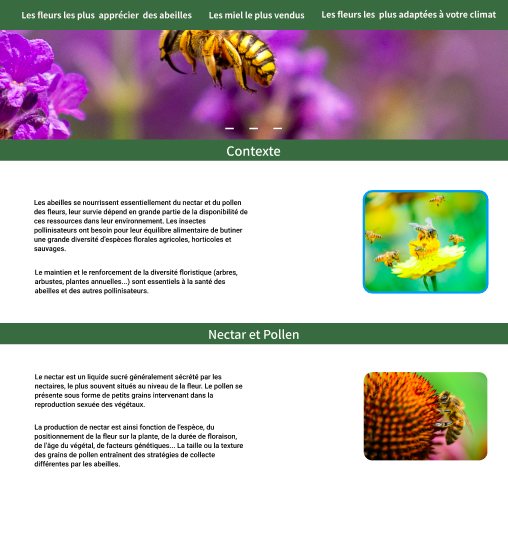 Les fleurs les plus apprécier des abeilles
Les miel le plus vendus
Les fleurs les plus adaptées à votre climat
Contexte
Les abeilles se nourrissent essentiellement du nectar et du pollen
des fleurs, leur survie dépend en grande partie de la disponibilité de
ces ressources dans leur environnement. Les insectes
pollinisateurs ont besoin pour leur équilibre alimentaire de butiner
une grande diversité d'espèces florales agricoles, horticoles et
sauvages.
Le maintien et le renforcement de la diversité floristique (arbres,
arbustes, plantes annuelles...) sont essentiels à la santé des
abeilles et des autres pollinisateurs.
Nectar et Pollen
Le nectar est un liquide sucré généralement sécrété par les
nectaires, le plus souvent situés au niveau de la fleur. Le pollen se
présente sous forme de petits grains intervenant dans la
reproduction sexuée des végétaux.
La production de nectar est ainsi fonction de l'espèce, du
positionnement de la fleur sur la plante, de la durée de floraison,
de l'âge du végétal, de facteurs génétiques... La taille ou la texture
des grains de pollen entraînent des stratégies de collecte
différentes par les abeilles.